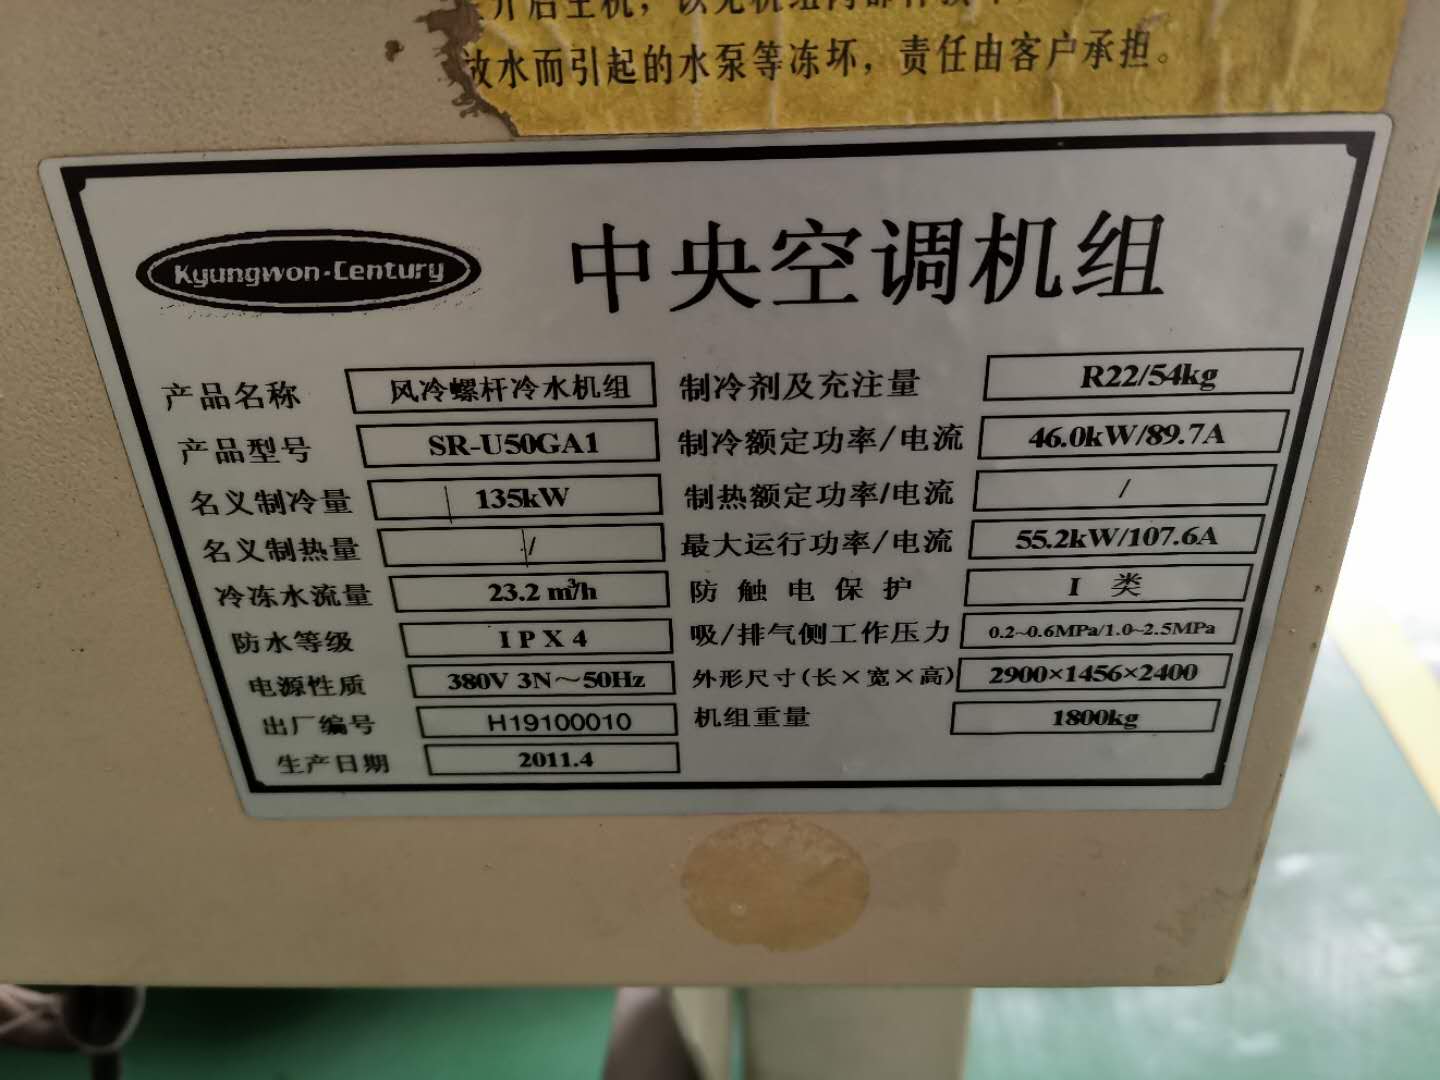 放水而引起的水泵等冻坏，责任由客户承担。
Kyungwon·Century
中央空调机组
产品名称 风冷螺杆冷水机组 制冷剂及充注量 R22/54kg
产品型号 SR-U50GA1 制冷额定功率/电流 46.0kW/89.7A
名义制冷量 135kW 制热额定功率/电流 /
名义制热量 / 最大运行功率/电流 55.2kW/107.6A
冷冻水流量 23.2 m³/h 防触电保护 I 类
防水等级 IPX4 吸/排气侧工作压力 0.2~0.6MPa/1.0~2.5MPa
电源性质 380V 3N～50Hz 外形尺寸(长×宽×高) 2900×1456×2400
出厂编号 H19100010 机组重量 1800kg
生产日期 2011.4